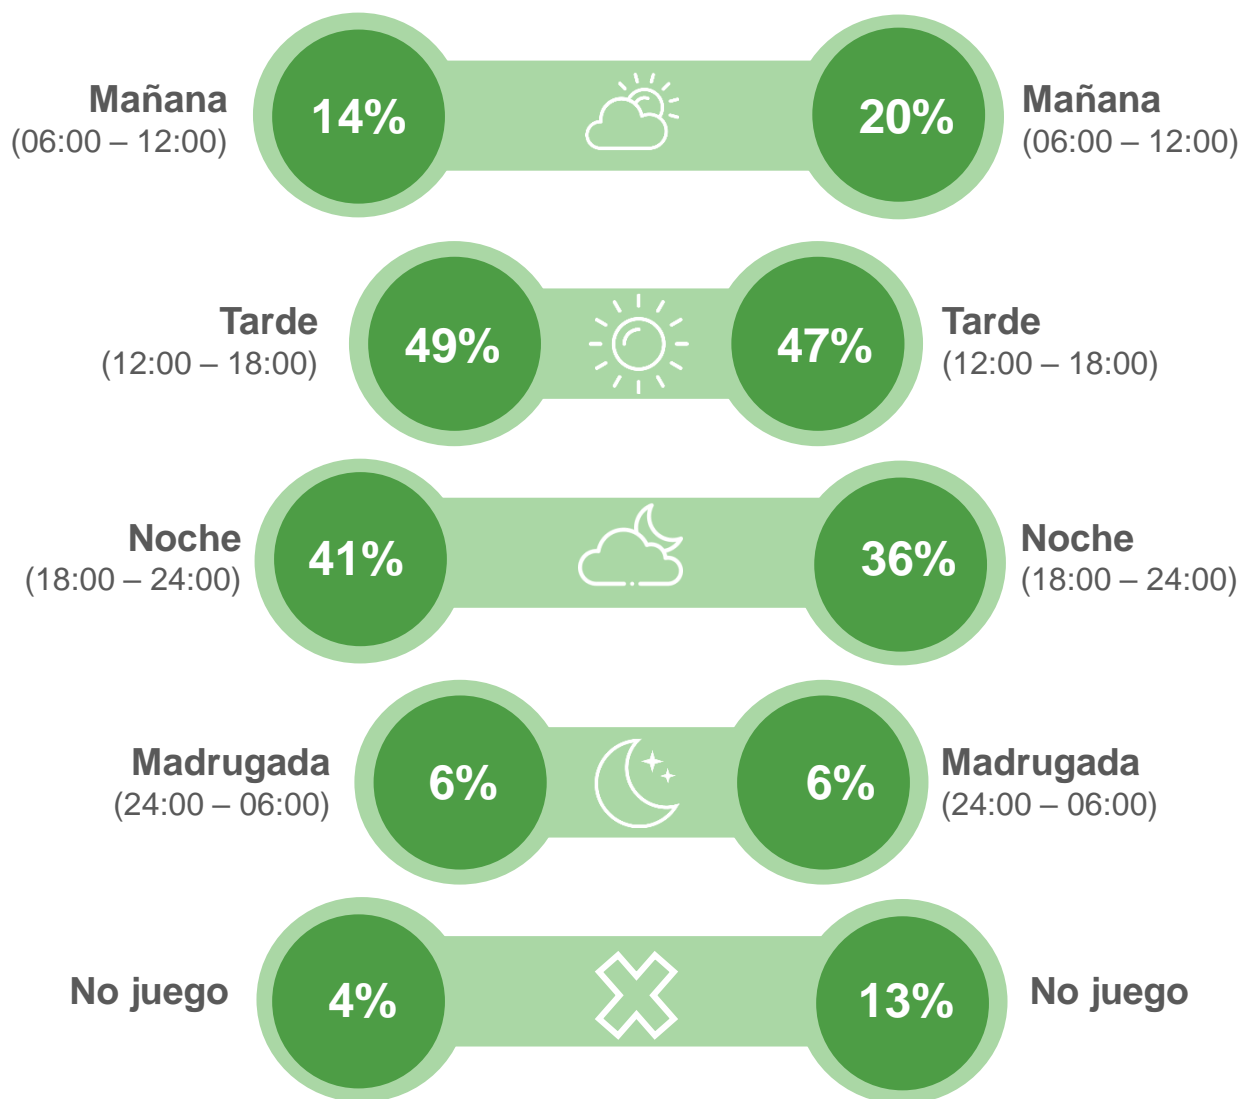 Mañana
(06:00 – 12:00)
14%
20%
Mañana
(06:00 – 12:00)
Tarde
(12:00 – 18:00)
49%
47%
Tarde
(12:00 – 18:00)
Noche
(18:00 – 24:00)
41%
36%
Noche
(18:00 – 24:00)
Madrugada
(24:00 – 06:00)
6%
6%
Madrugada
(24:00 – 06:00)
No juego
4%
13%
No juego